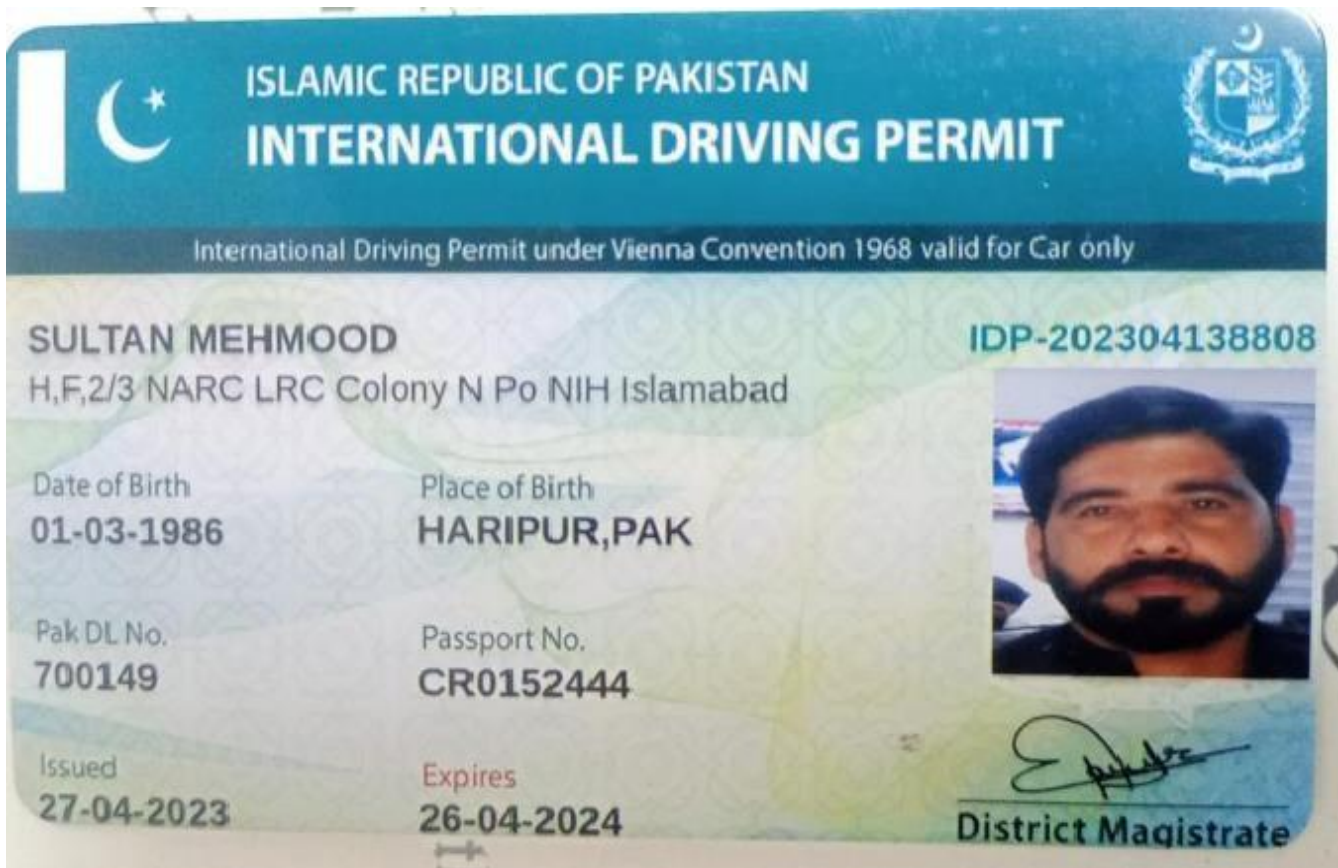 ISLAMIC REPUBLIC OF PAKISTAN
INTERNATIONAL DRIVING PERMIT
International Driving Permit under Vienna Convention 1968 valid for Car only
SULTAN MEHMOOD
IDP-202304138808
H,F,2/3 NARC LRC Colony N Po NIH Islamabad
Date of Birth
01-03-1986
Place of Birth
HARIPUR,PAK
Pak DL No.
700149
Passport No.
CR0152444
Issued
27-04-2023
Expires
26-04-2024
District Magistrate